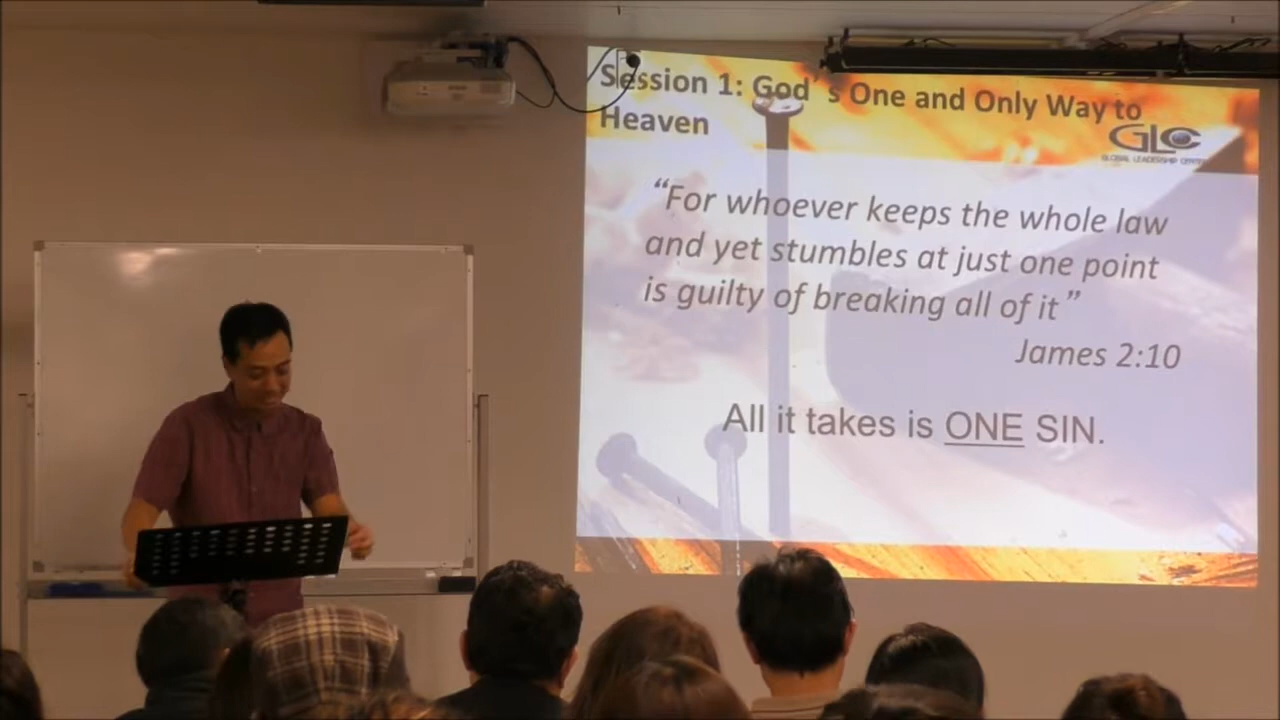 Session 1: God's One and Only Way to
Heaven
GLC
GLOBAL LEADERSHIP CENTER
“For whoever keeps the whole law
and yet stumbles at just one point
is guilty of breaking all of it”
James 2:10
All it takes is ONE SIN.